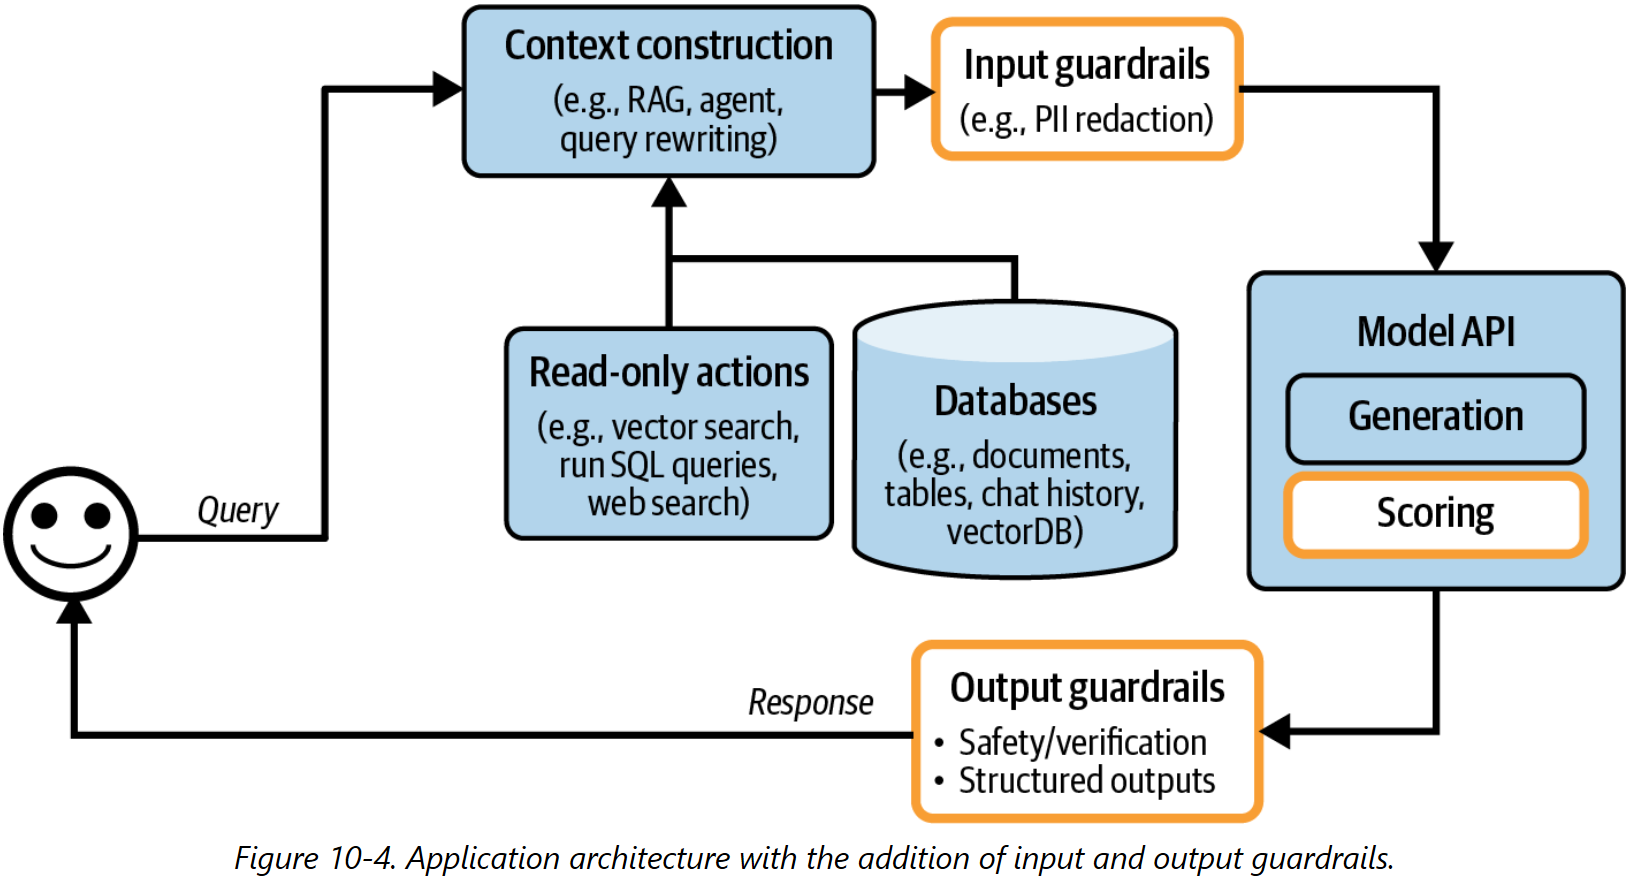 Context construction
(e.g., RAG, agent,
query rewriting)
Input guardrails
(e.g., PII redaction)
Read-only actions
(e.g., vector search,
run SQL queries,
web search)
Databases
(e.g., documents,
tables, chat history,
vectorDB)
Model API
Generation
Scoring
Query
Response
Output guardrails
• Safety/verification
• Structured outputs
Figure 10-4. Application architecture with the addition of input and output guardrails.